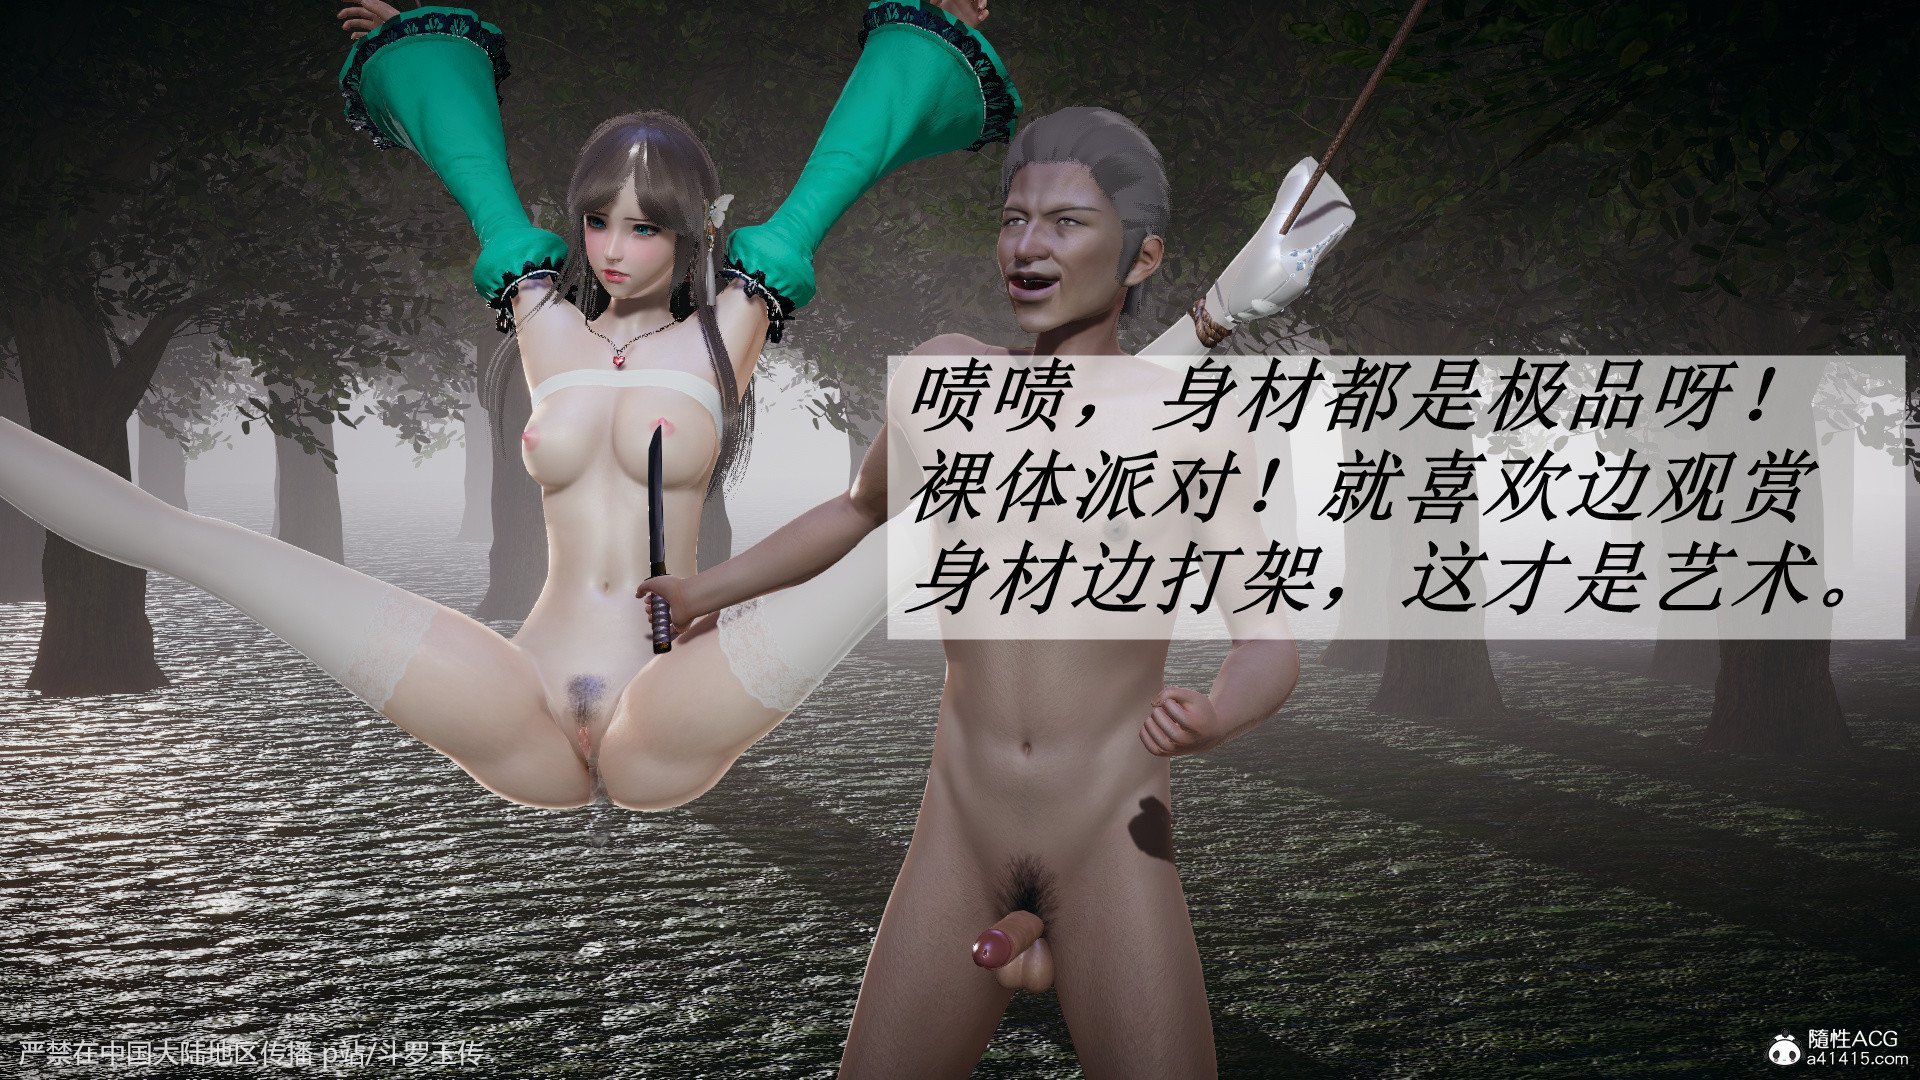 啧啧，身材都是极品呀！
裸体派对！就喜欢边观赏
身材边打架，这才是艺术。
严禁在中国大陆地区传播 p站/斗罗玉传
隨性ACG
a41415.com